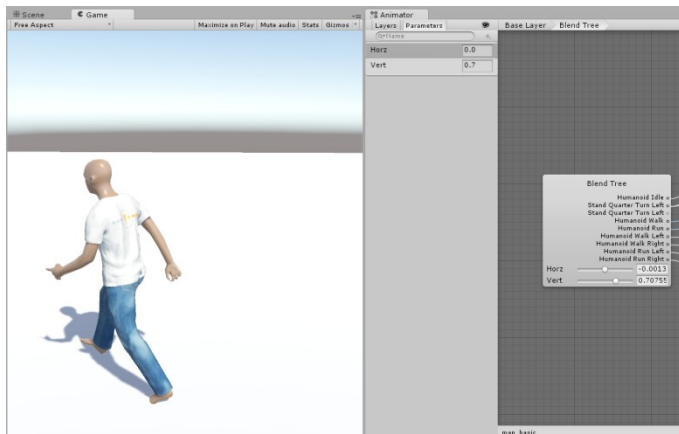 Scene
Game
Free Aspect
Maximize on Play Mute audio Stats Gizmos
Animator
Layers Parameters
Name
Horz 0.0
Vert 0.7
Base Layer Blend Tree
Blend Tree
Humanoid Idle
Stand Quarter Turn Left
Stand Quarter Turn Left
Humanoid Walk
Humanoid Run
Humanoid Walk Left
Humanoid Walk Right
Humanoid Run Left
Humanoid Run Right
Horz -0.0013
Vert 0.70755